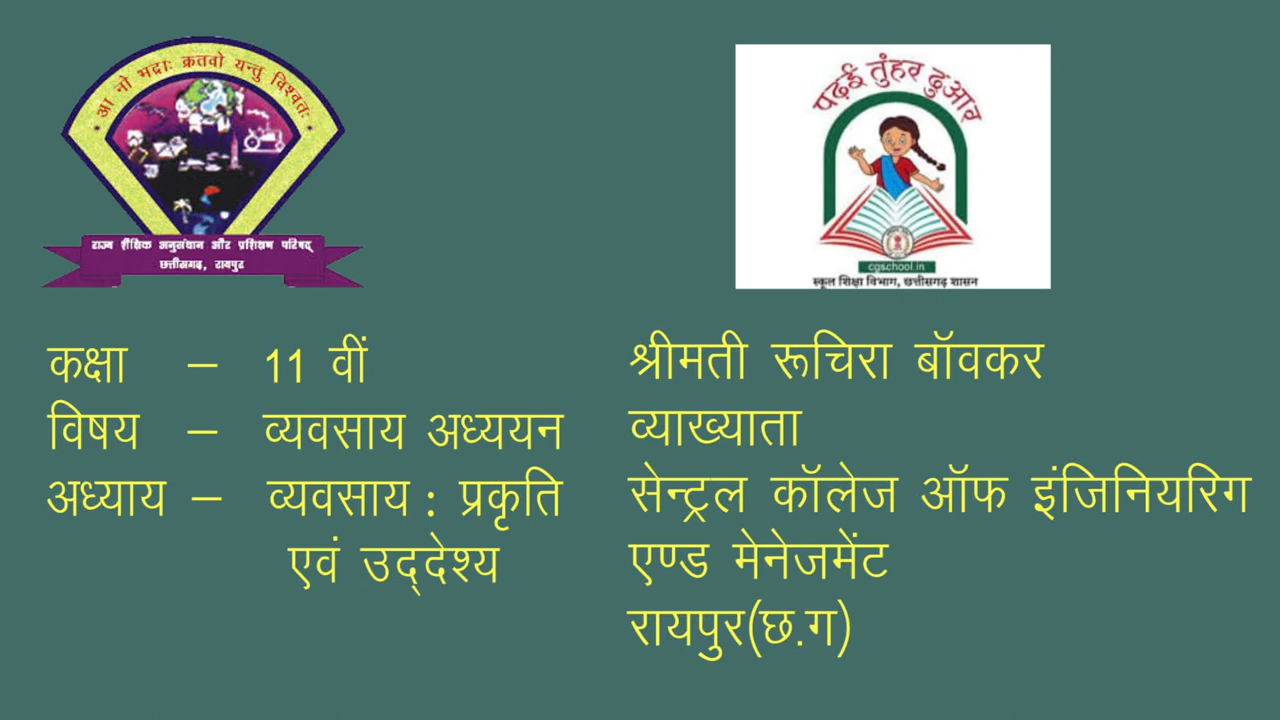 आ नो भद्राः क्रतवो यन्तु विश्वतः
राज्य शैक्षिक अनुसंधान और प्रशिक्षण परिषद्
छत्तीसगढ़, रायपुर
पढ़ई तुंहर दुआर
cgschool.in
स्कूल शिक्षा विभाग, छत्तीसगढ़ शासन
कक्षा – 11 वीं
विषय – व्यवसाय अध्ययन
अध्याय – व्यवसाय : प्रकृति
एवं उद्देश्य
श्रीमती रूचिरा बॉवकर
व्याख्याता
सेन्ट्रल कॉलेज ऑफ इंजिनियरिग
एण्ड मेनेजमेंट
रायपुर(छ.ग)